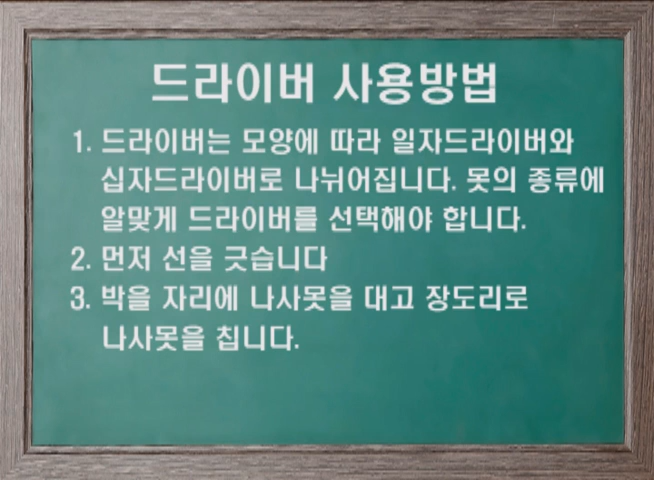 드라이버 사용방법
1. 드라이버는 모양에 따라 일자드라이버와
십자드라이버로 나뉘어집니다. 못의 종류에
알맞게 드라이버를 선택해야 합니다.
2. 먼저 선을 긋습니다
3. 박을 자리에 나사못을 대고 장도리로
나사못을 칩니다.